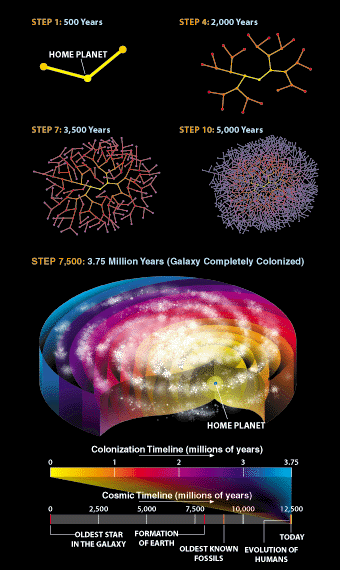 STEP 1: 500 Years
STEP 4: 2,000 Years
HOME PLANET
STEP 7: 3,500 Years
STEP 10: 5,000 Years
STEP 7,500: 3.75 Million Years (Galaxy Completely Colonized)
HOME PLANET
Colonization Timeline (millions of years)
0 1 2 3 3.75
Cosmic Timeline (millions of years)
0 2,500 5,000 7,500 10,000 12,500
TODAY
OLDEST STAR
IN THE GALAXY
FORMATION
OF EARTH
OLDEST KNOWN
FOSSILS
EVOLUTION OF
HUMANS